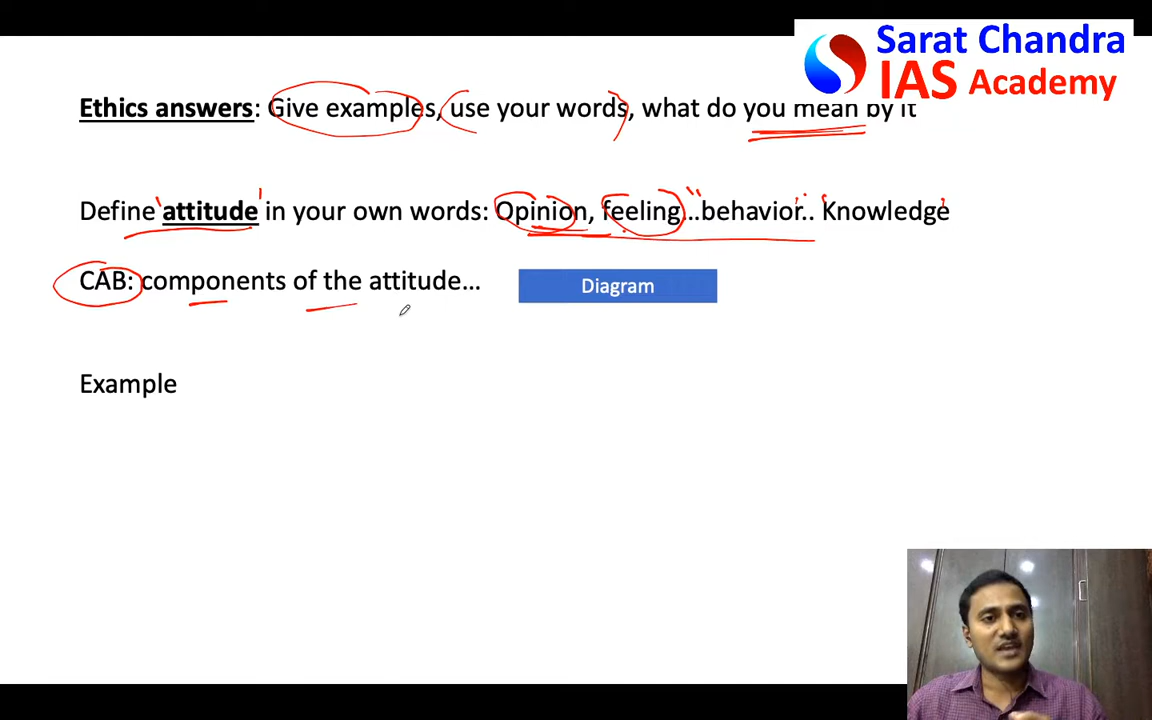 Sarat Chandra
IAS Academy
Ethics answers: Give examples, use your words, what do you mean by it
Define 'attitude' in your own words: Opinion, feeling...behavior.. Knowledge
CAB: components of the attitude...
Diagram
Example